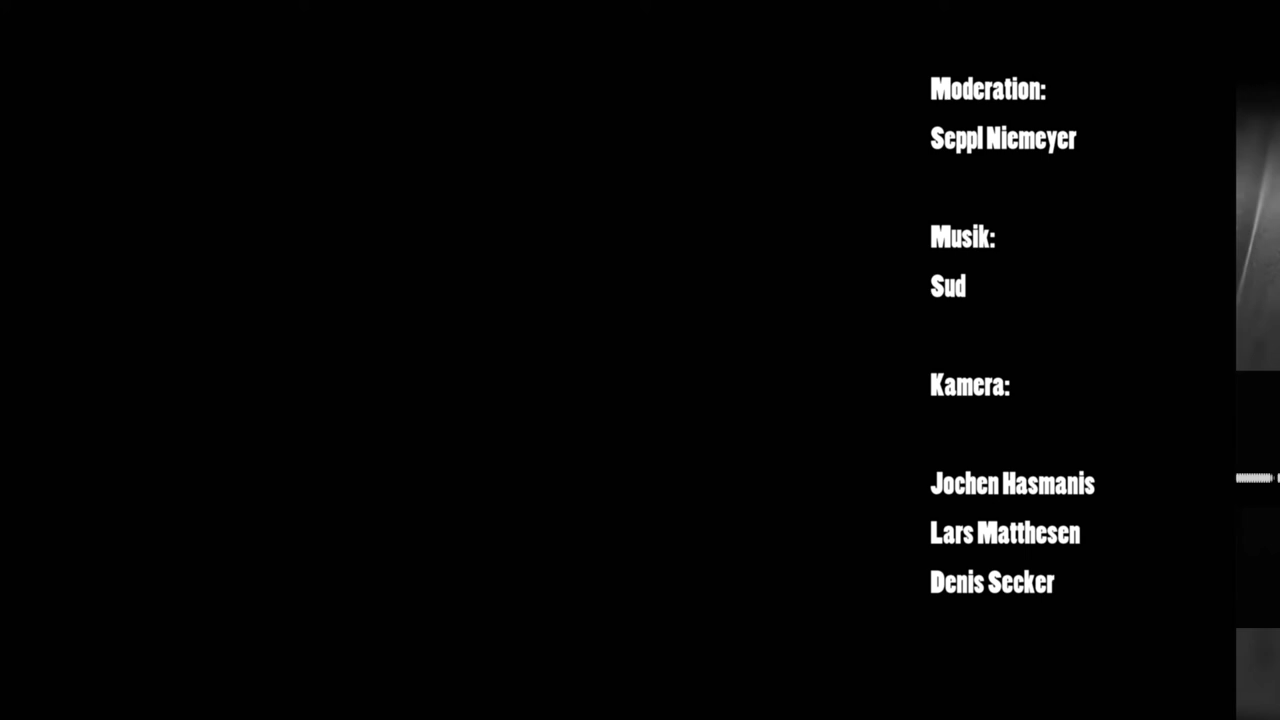 Moderation:
Seppl Niemeyer
Musik:
Sud
Kamera:
Jochen Hasmanis
Lars Matthesen
Denis Secker